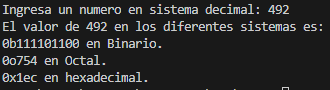 Ingresa un numero en sistema decimal: 492
El valor de 492 en los diferentes sistemas es:
0b111101100 en Binario.
0o754 en Octal.
0x1ec en hexadecimal.